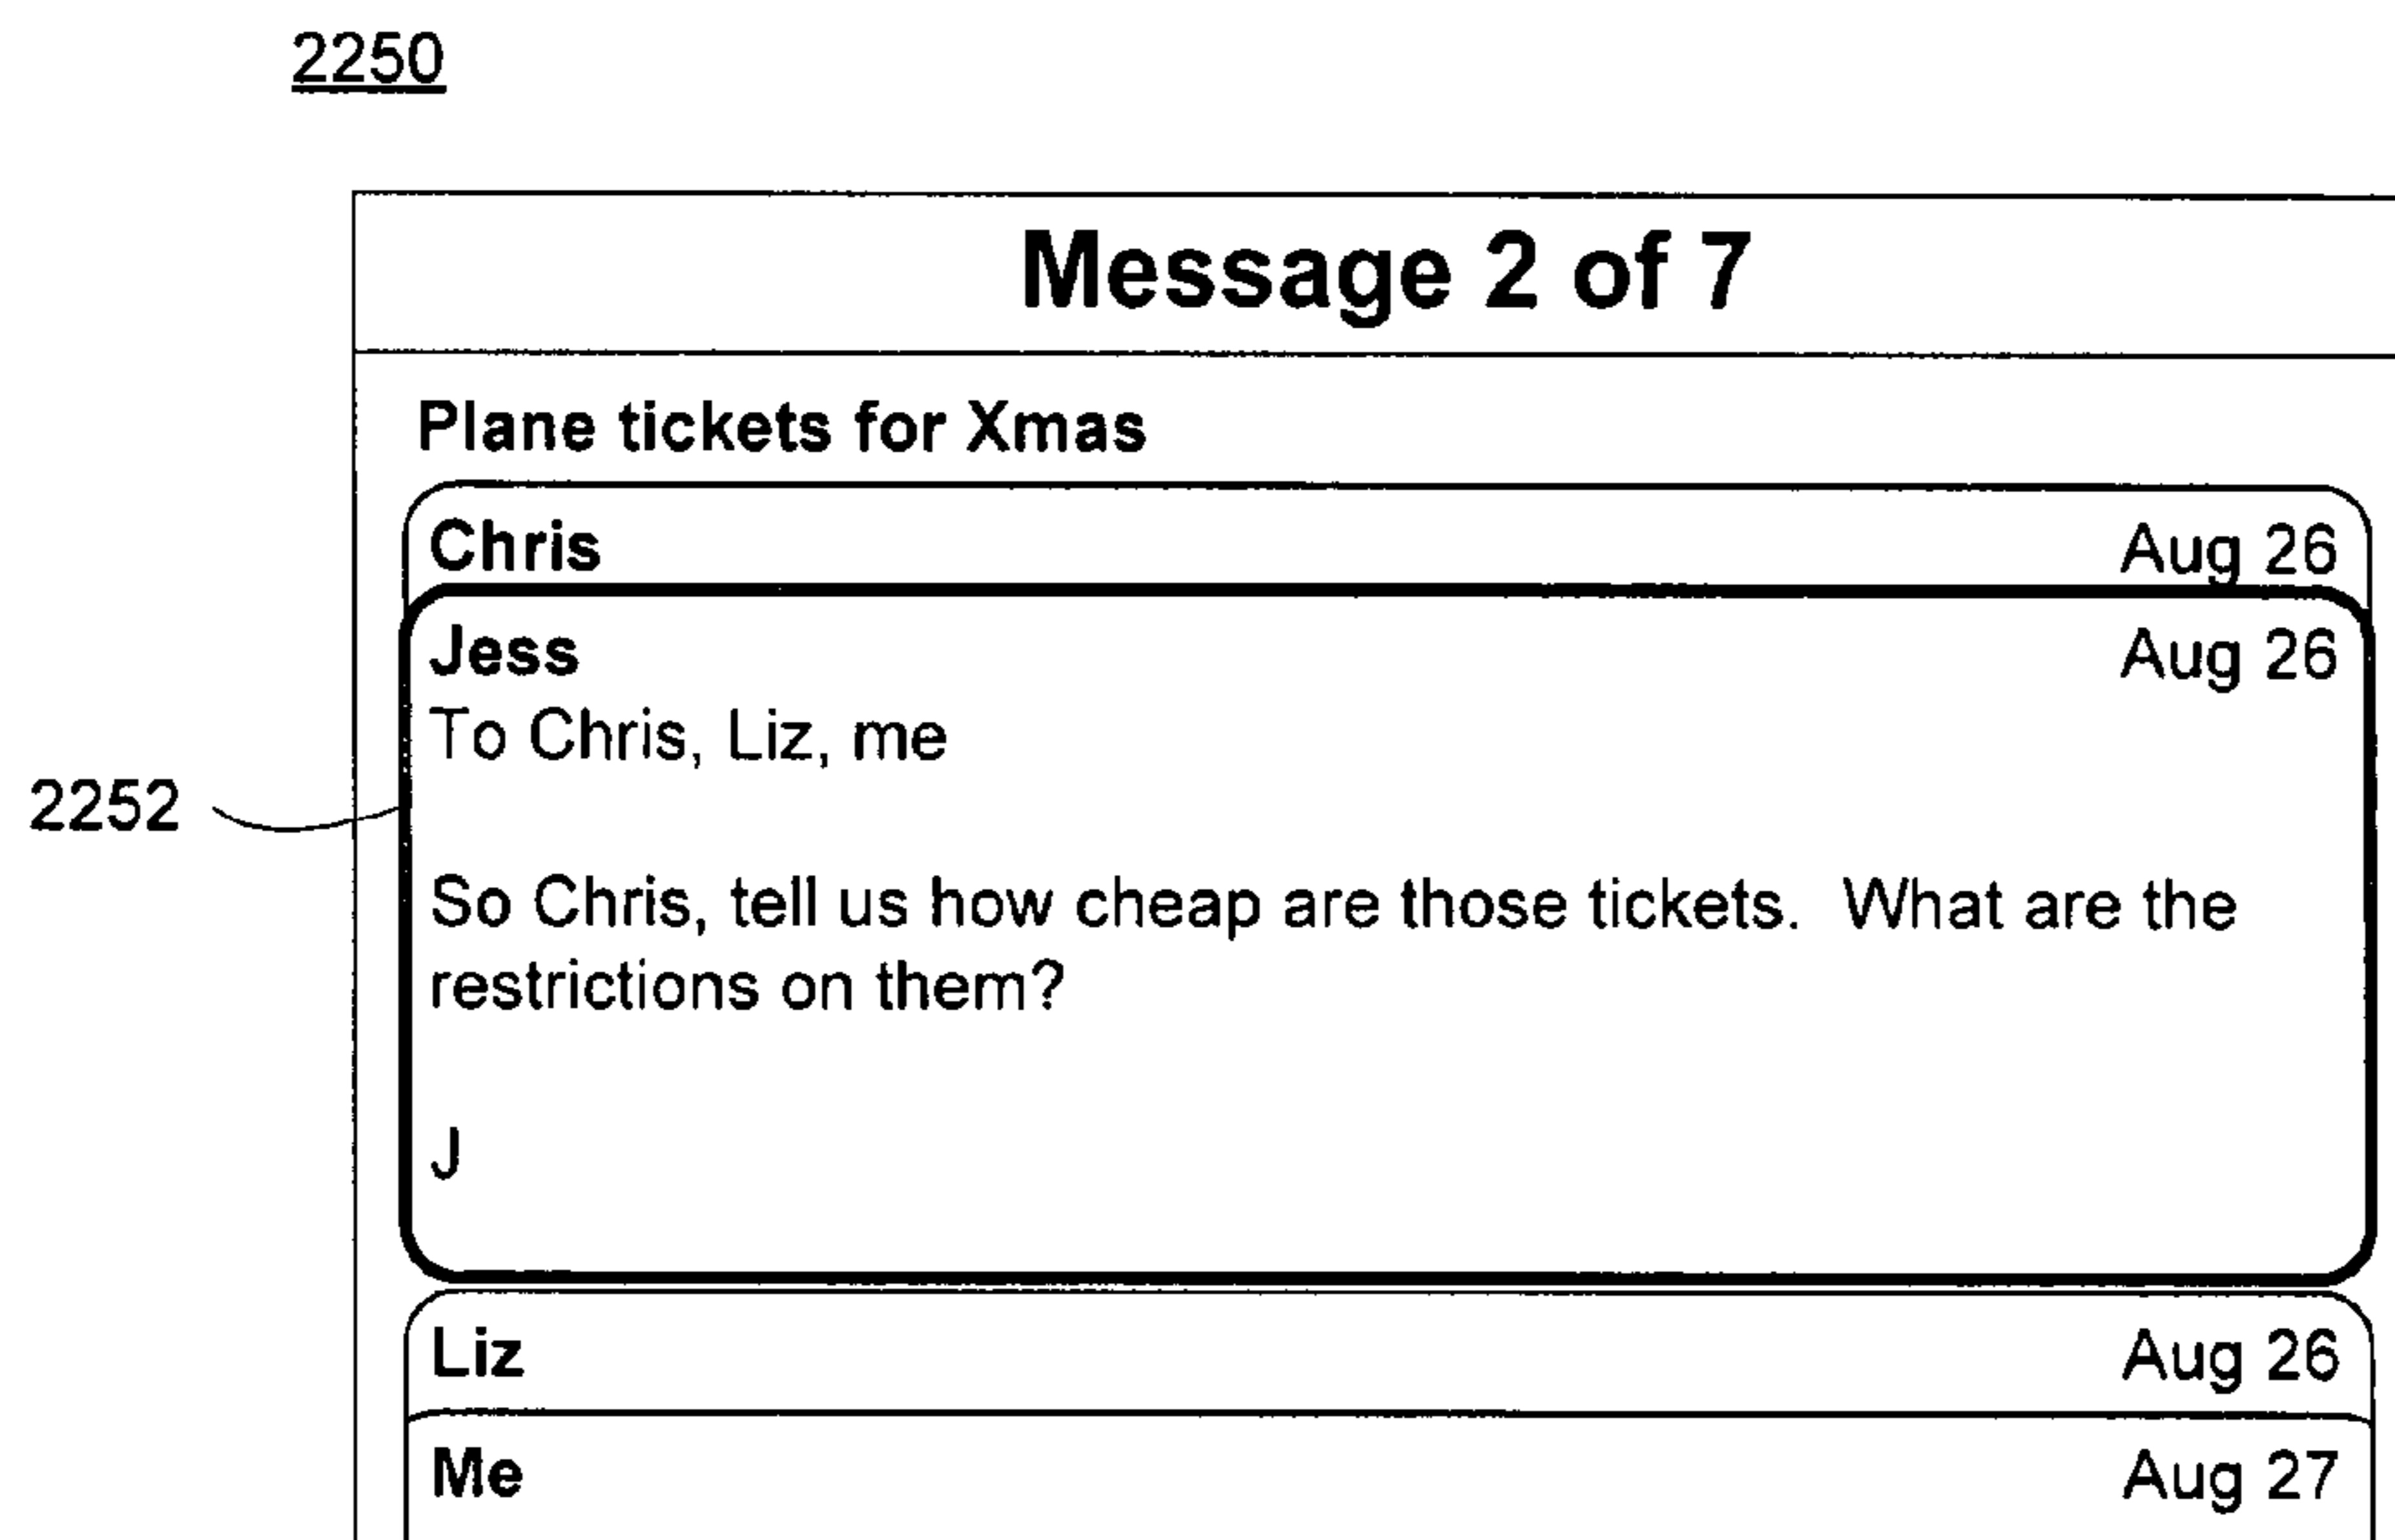 2250
Message 2 of 7
Plane tickets for Xmas
Chris Aug 26
Jess Aug 26
To Chris, Liz, me
2252
So Chris, tell us how cheap are those tickets.  What are the
restrictions on them?
J
Liz Aug 26
Me Aug 27